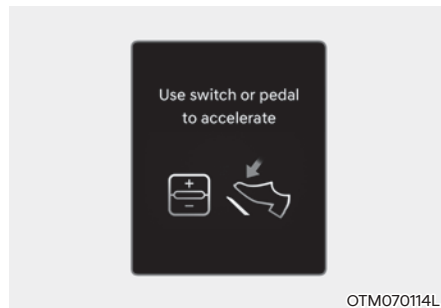 Use switch or pedal
to accelerate
+
-
OTM070114L